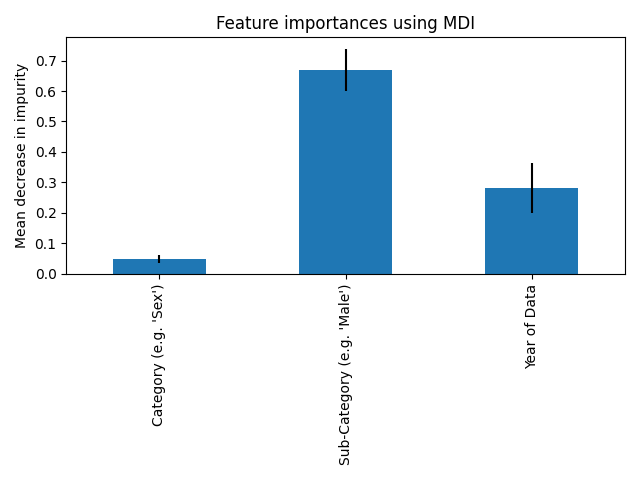 Feature importances using MDI
Mean decrease in impurity
0.7
0.6
0.5
0.4
0.3
0.2
0.1
0.0
Category (e.g. 'Sex')
Sub-Category (e.g. 'Male')
Year of Data